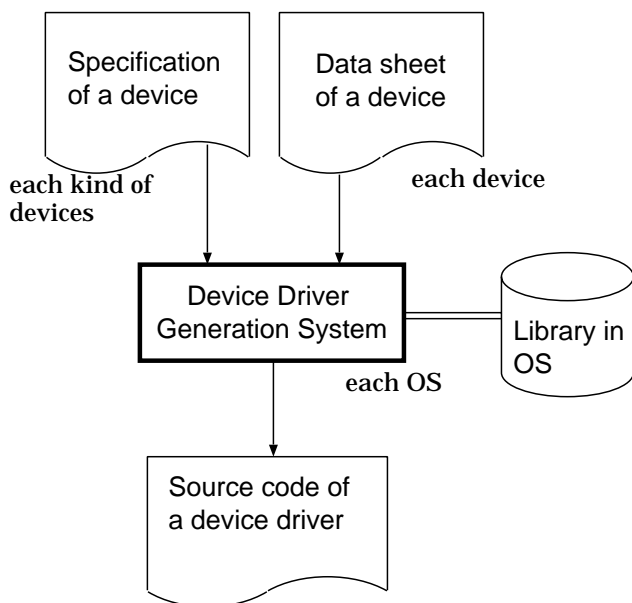 Specification
of a device
Data sheet
of a device
each kind of
devices
each device
Device Driver
Generation System
Library in
OS
each OS
Source code of
a device driver